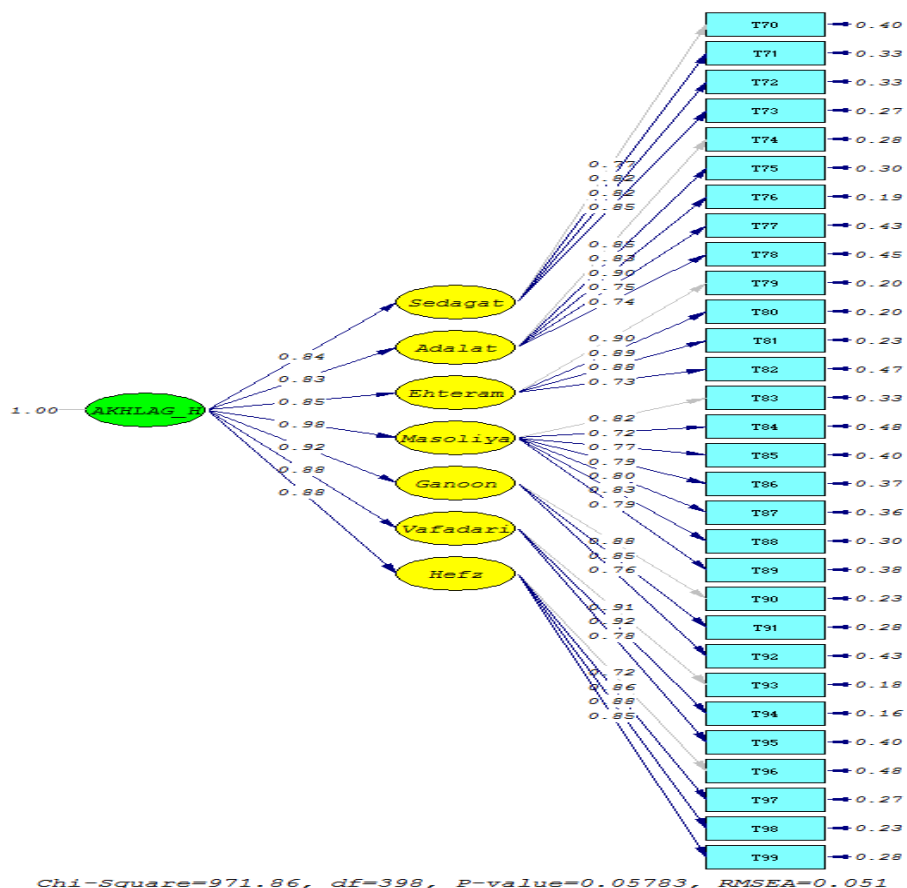 T70 0.40
T71 0.33
T72 0.33
T73 0.27
T74 0.28
T75 0.30
T76 0.19
T77 0.43
T78 0.45
T79 0.20
T80 0.20
T81 0.23
T82 0.47
T83 0.33
T84 0.48
T85 0.40
T86 0.37
T87 0.36
T88 0.30
T89 0.38
T90 0.23
T91 0.28
T92 0.43
T93 0.18
T94 0.16
T95 0.40
T96 0.48
T97 0.27
T98 0.23
T99 0.28
0.77
0.82
0.82
0.85
0.85
0.83
0.90
0.75
0.74
0.90
0.89
0.88
0.73
0.82
0.72
0.77
0.79
0.80
0.83
0.79
0.88
0.85
0.76
0.91
0.92
0.78
0.72
0.86
0.88
0.85
Sedagat
Adalat
Ehteram
Masoliya
Ganoon
Vafadari
Hefz
0.84
0.83
0.85
0.98
0.92
0.88
0.88
1.00 AKHLAG_H
Chi-Square=971.86, df=398, P-value=0.05783, RMSEA=0.051